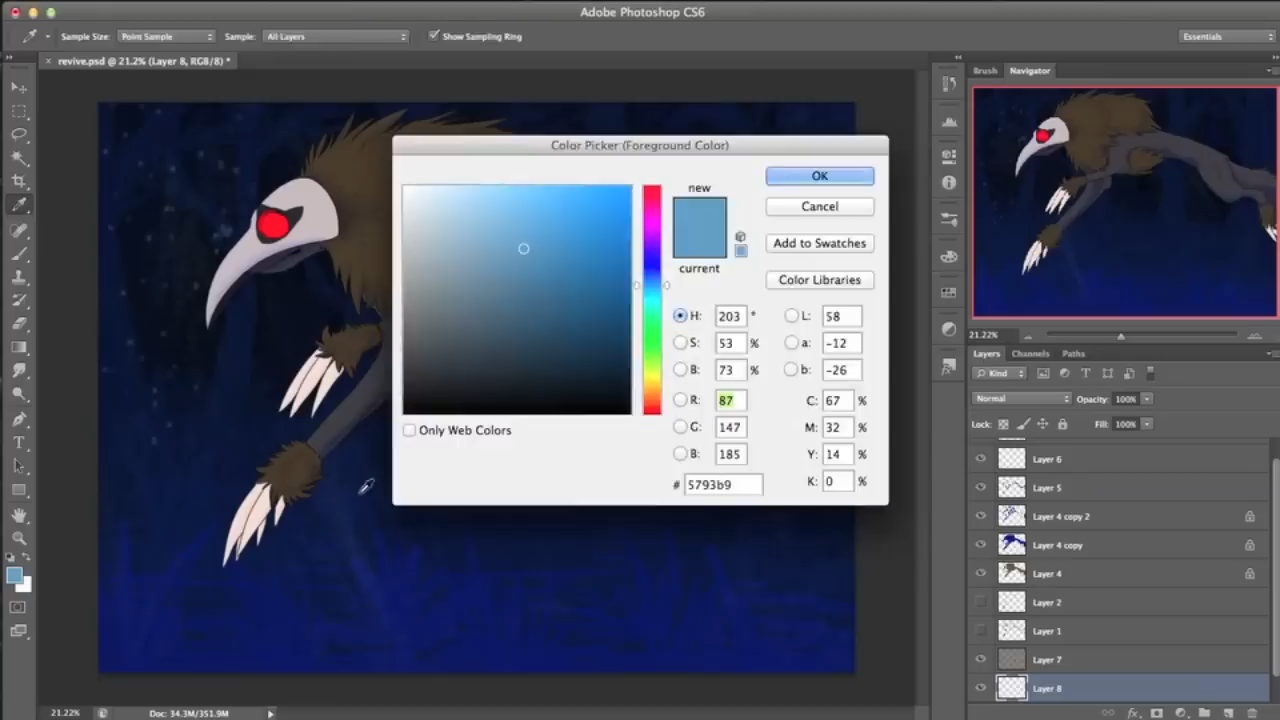 Adobe Photoshop CS6
Sample Size: Point Sample Sample: All Layers Show Sampling Ring Essentials
× revive.psd @ 21.2% (Layer 8, RGB/8) *
Brush Navigator
Color Picker (Foreground Color)
new
OK
Cancel
Add to Swatches
current
Color Libraries
H: 203 ° L: 58
S: 53 % a: -12
B: 73 % b: -26
R: 87 C: 67 %
G: 147 M: 32 %
B: 185 Y: 14 %
# 5793b9 K: 0 %
Only Web Colors
21.22%
Layers Channels Paths
Kind
Normal Opacity: 100%
Lock: Fill: 100%
Layer 6
Layer 5
Layer 4 copy 2
Layer 4 copy
Layer 4
Layer 2
Layer 1
Layer 7
Layer 8
21.22% Doc: 34.3M/351.9M